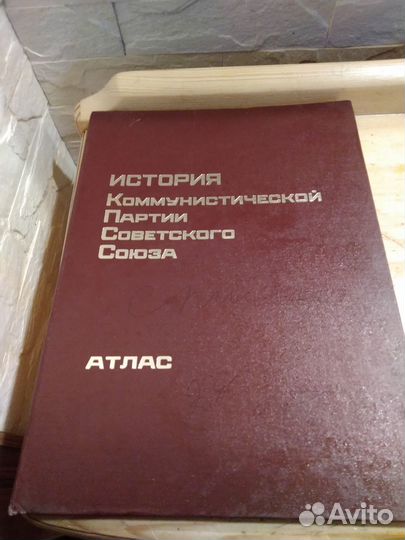 ИСТОРИЯ
КОММУНИСТИЧЕСКОЙ
ПАРТИИ
СОВЕТСКОГО
СОЮЗА
АТЛАС
Avito